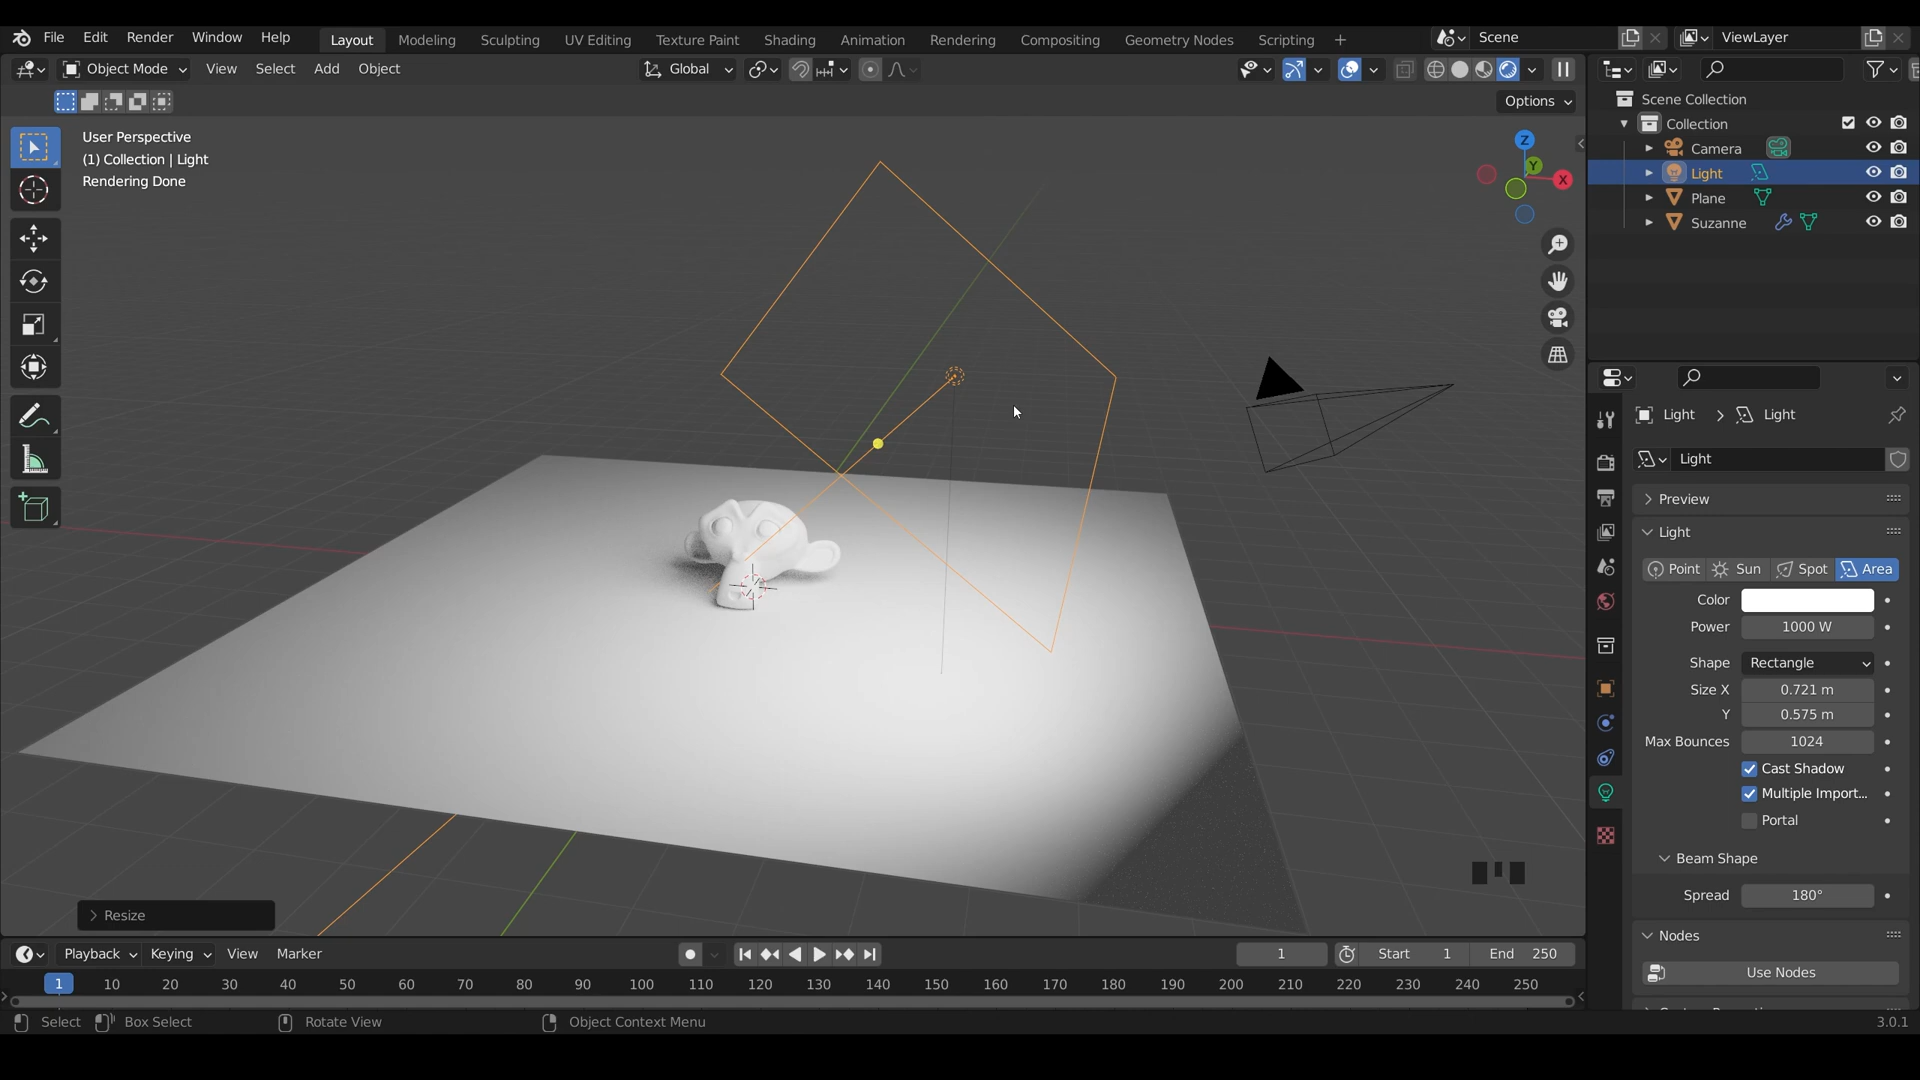 File Edit Render Window Help Layout Modeling Sculpting UV Editing Texture Paint Shading Animation Rendering Compositing Geometry Nodes Scripting + Scene ViewLayer
Object Mode View Select Add Object Global
Options
User Perspective
(1) Collection | Light
Rendering Done
Z
Y
X
Scene Collection
Collection
Camera
Light
Plane
Suzanne
Light > Light
Light
Preview
Light
Point Sun Spot Area
Color
Power 1000 W
Shape Rectangle
Size X 0.721 m
Y 0.575 m
Max Bounces 1024
Cast Shadow
Multiple Import...
Portal
Beam Shape
Spread 180°
Nodes
Use Nodes
Resize
Playback Keying View Marker 1 Start 1 End 250
1 10 20 30 40 50 60 70 80 90 100 110 120 130 140 150 160 170 180 190 200 210 220 230 240 250
Select Box Select Rotate View Object Context Menu 3.0.1